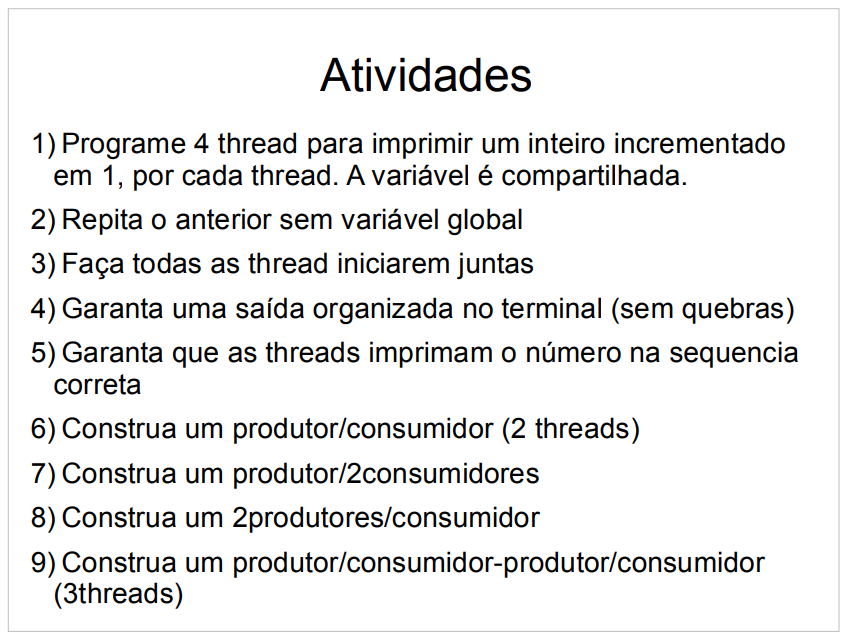 Atividades
1) Programe 4 thread para imprimir um inteiro incrementado
em 1, por cada thread. A variável é compartilhada.
2) Repita o anterior sem variável global
3) Faça todas as thread iniciarem juntas
4) Garanta uma saída organizada no terminal (sem quebras)
5) Garanta que as threads imprimam o número na sequencia
correta
6) Construa um produtor/consumidor (2 threads)
7) Construa um produtor/2consumidores
8) Construa um 2produtores/consumidor
9) Construa um produtor/consumidor-produtor/consumidor
(3threads)